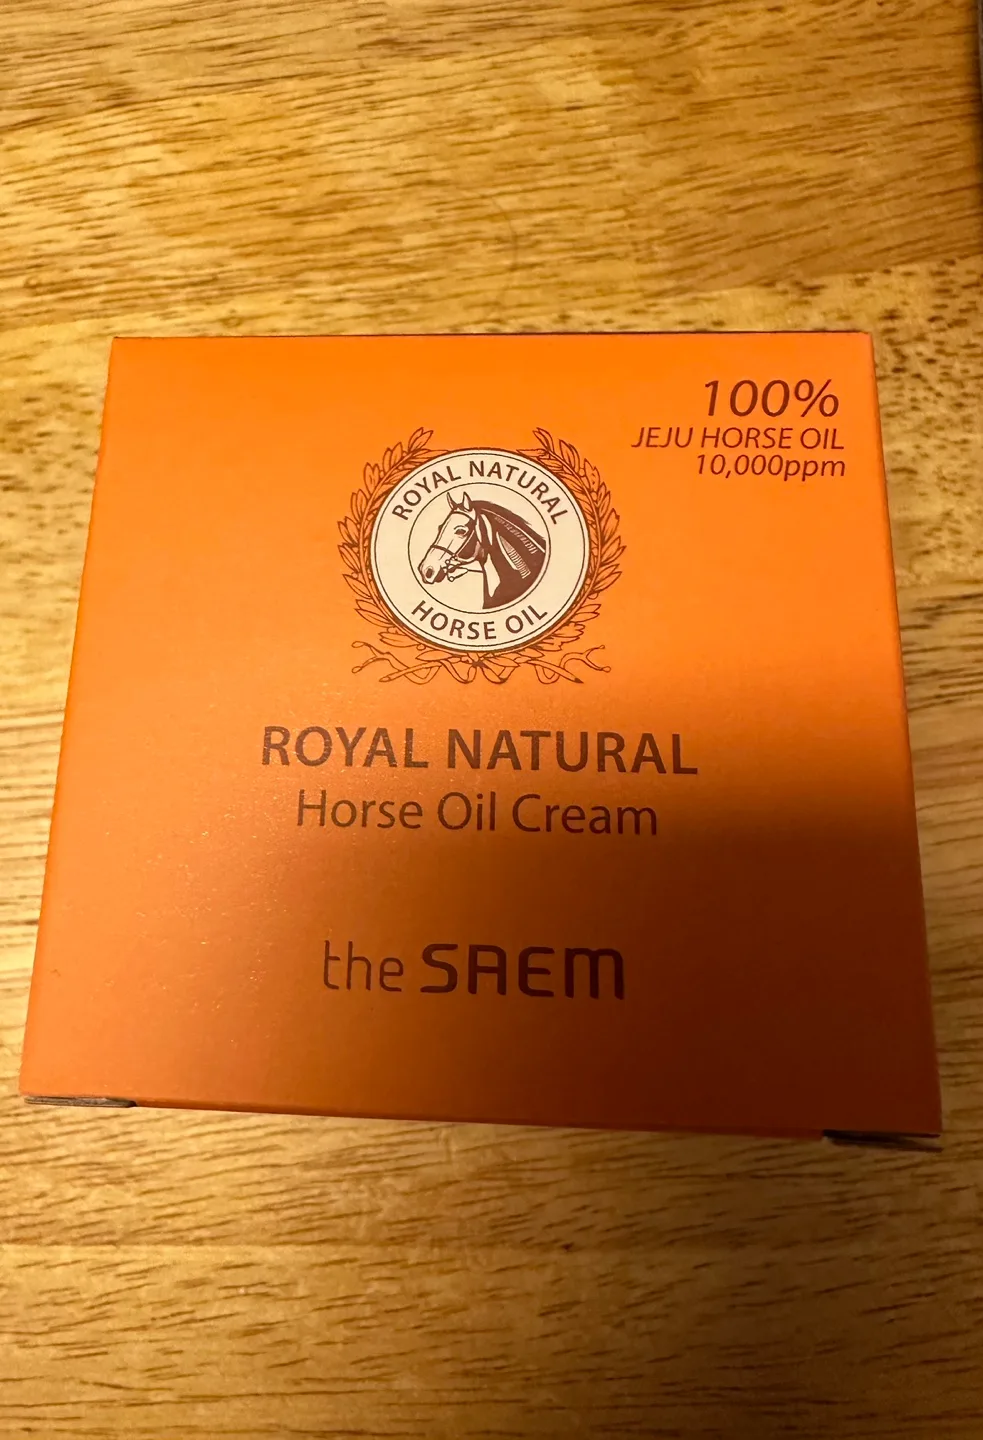 100%
JEJU HORSE OIL
10,000ppm
ROYAL NATURAL
HORSE OIL
ROYAL NATURAL
Horse Oil Cream
the SAEM